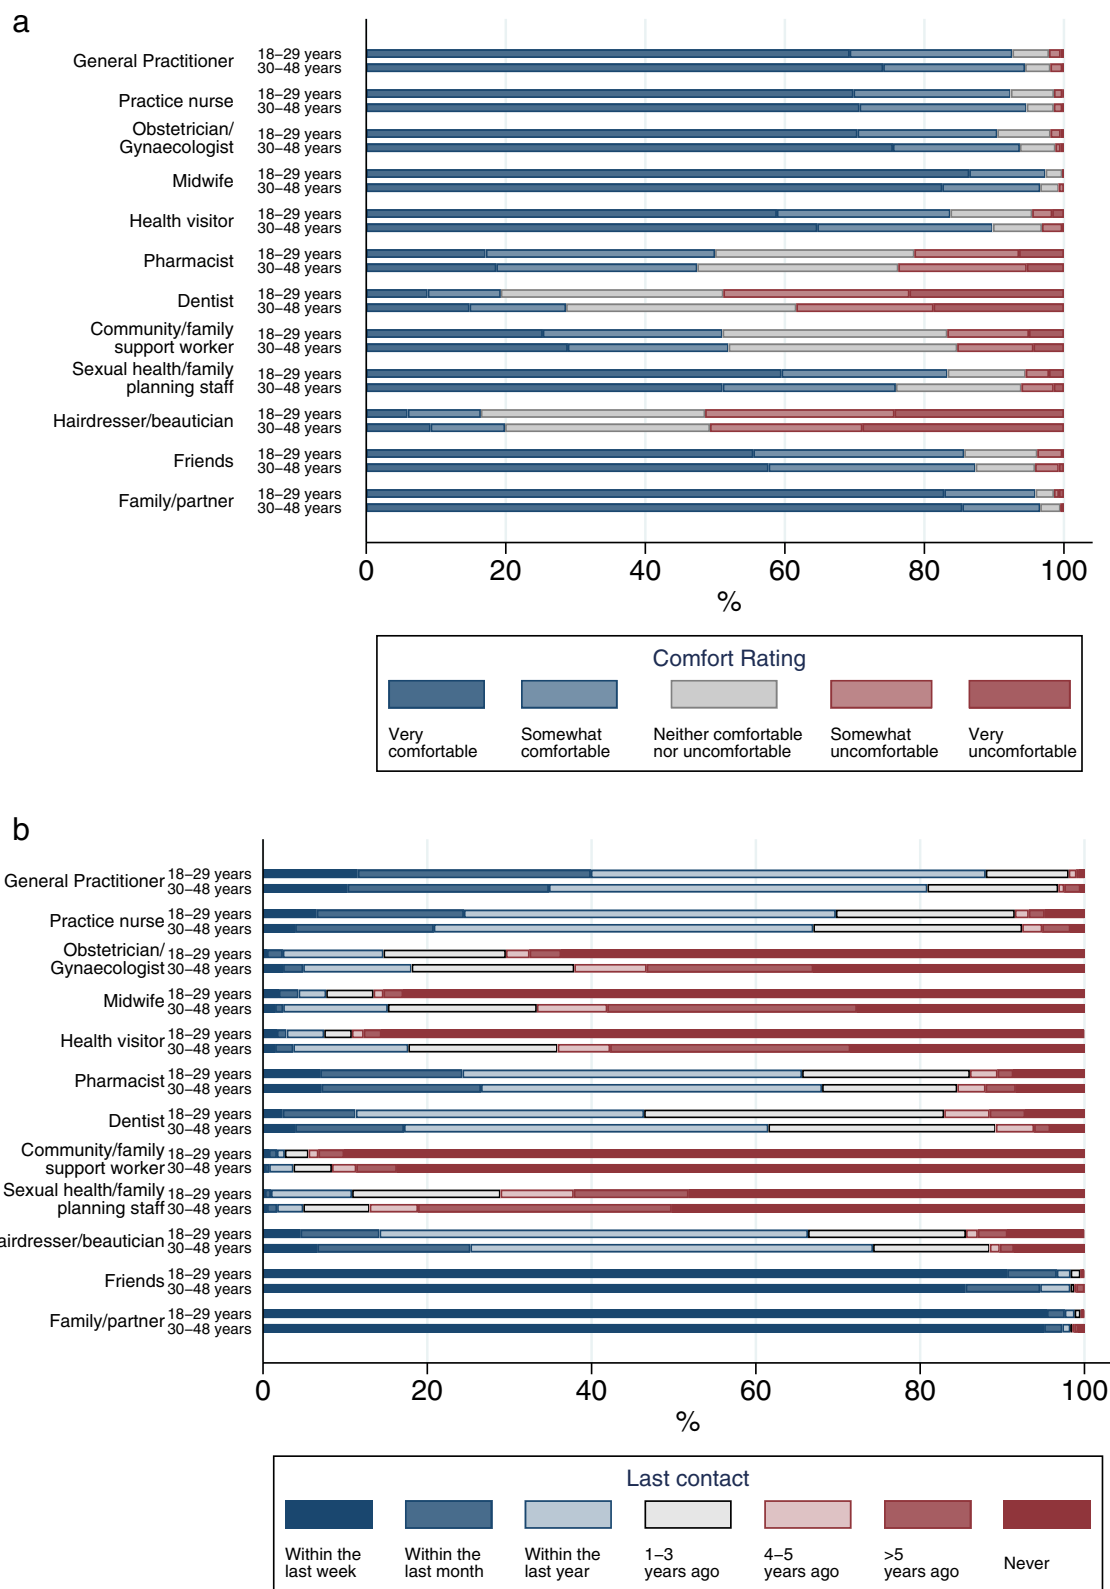 a
General Practitioner
18–29 years
30–48 years
Practice nurse
18–29 years
30–48 years
Obstetrician/
Gynaecologist
18–29 years
30–48 years
Midwife
18–29 years
30–48 years
Health visitor
18–29 years
30–48 years
Pharmacist
18–29 years
30–48 years
Dentist
18–29 years
30–48 years
Community/family
support worker
18–29 years
30–48 years
Sexual health/family
planning staff
18–29 years
30–48 years
Hairdresser/beautician
18–29 years
30–48 years
Friends
18–29 years
30–48 years
Family/partner
18–29 years
30–48 years
0 20 40 60 80 100
%
Comfort Rating
Very
comfortable
Somewhat
comfortable
Neither comfortable
nor uncomfortable
Somewhat
uncomfortable
Very
uncomfortable
b
General Practitioner
18–29 years
30–48 years
Practice nurse
18–29 years
30–48 years
Obstetrician/
Gynaecologist
18–29 years
30–48 years
Midwife
18–29 years
30–48 years
Health visitor
18–29 years
30–48 years
Pharmacist
18–29 years
30–48 years
Dentist
18–29 years
30–48 years
Community/family
support worker
18–29 years
30–48 years
Sexual health/family
planning staff
18–29 years
30–48 years
airdresser/beautician
18–29 years
30–48 years
Friends
18–29 years
30–48 years
Family/partner
18–29 years
30–48 years
0 20 40 60 80 100
%
Last contact
Within the
last week
Within the
last month
Within the
last year
1–3
years ago
4–5
years ago
>5
years ago
Never